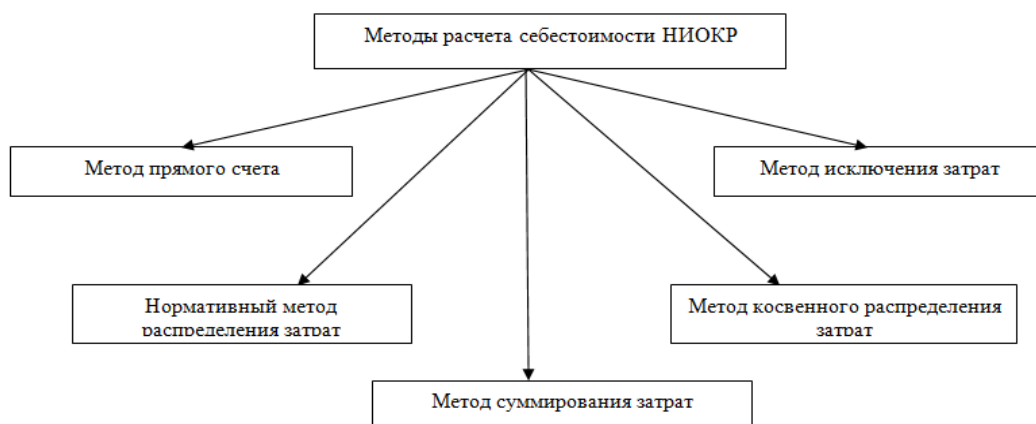 Методы расчета себестоимости НИОКР
Метод прямого счета
Метод исключения затрат
Нормативный метод
распределения затрат
Метод косвенного распределения
затрат
Метод суммирования затрат